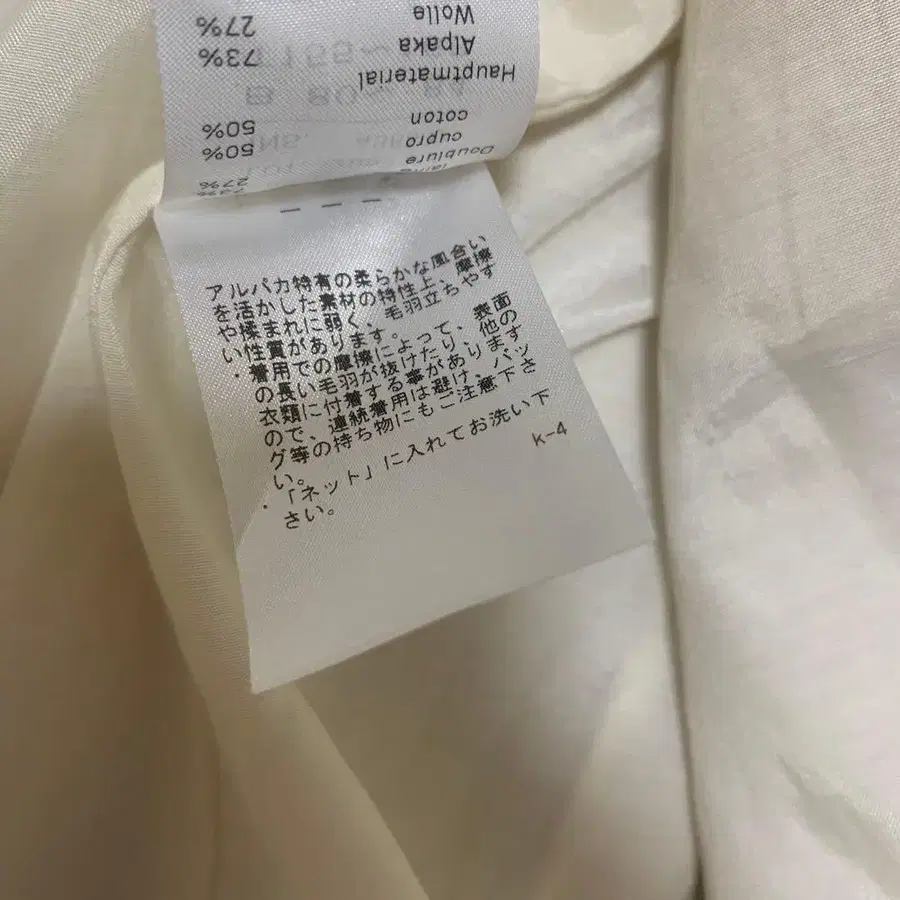 laine 27%
Doublure
cupro 50%
coton 50%
Hauptmaterial
Alpaka 73%
Wolle 27%
アルパカ特有の柔らかな風合い
を活かした素材の特性上、摩擦
や揉まれに弱く、毛羽立ちやす
い性質があります。
・着用での摩擦によって、表面
の長い毛羽が抜けたり、他の
衣類に付着する事があります
ので、連続着用は避け、バッ
グ等の持ち物にもご注意下さ
い。
・「ネット」に入れてお洗い下
さい。
K-4